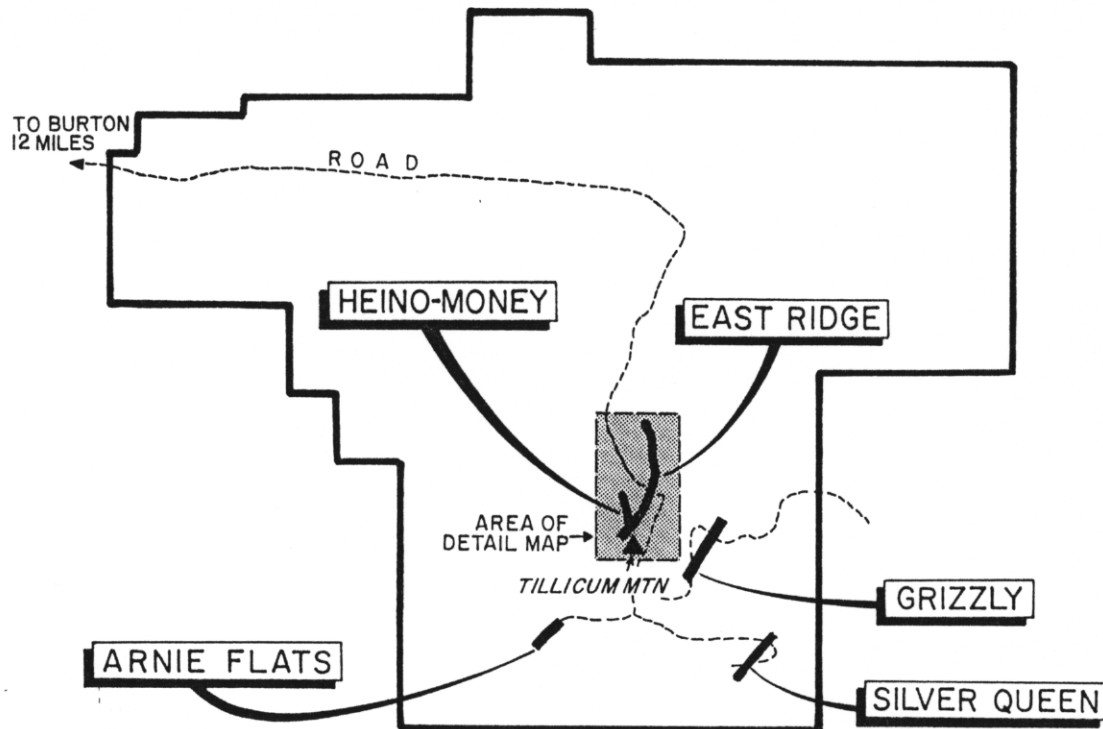 TO BURTON
12 MILES
ROAD
HEINO-MONEY
EAST RIDGE
AREA OF
DETAIL MAP
TILLICUM MTN
GRIZZLY
ARNIE FLATS
SILVER QUEEN